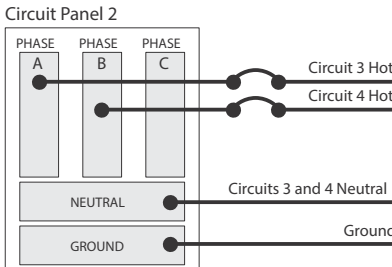 Circuit Panel 2
PHASE PHASE PHASE
A B C
Circuit 3 Hot
Circuit 4 Hot
NEUTRAL
Circuits 3 and 4 Neutral
GROUND
Ground